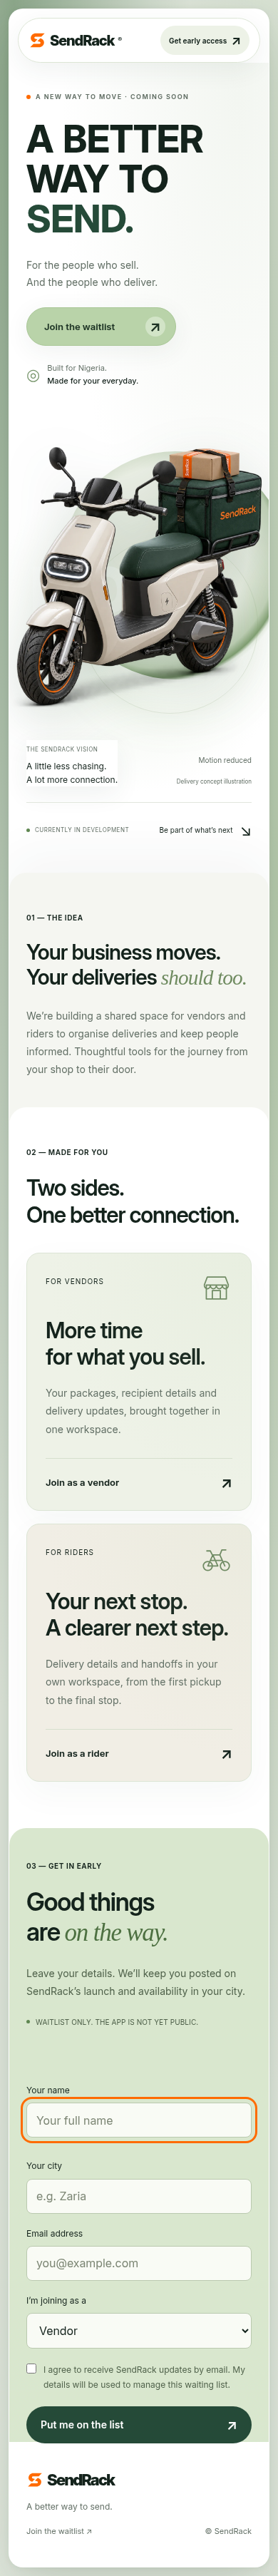 SendRack
Get early access
A NEW WAY TO MOVE · COMING SOON
A BETTER
WAY TO
SEND.
For the people who sell.
And the people who deliver.
Join the waitlist
Built for Nigeria.
Made for your everyday.
SendRack
THE SENDRACK VISION
A little less chasing.
A lot more connection.
Motion reduced
Delivery concept illustration
CURRENTLY IN DEVELOPMENT
Be part of what's next
01 — THE IDEA
Your business moves.
Your deliveries should too.
We're building a shared space for vendors and
riders to organise deliveries and keep people
informed. Thoughtful tools for the journey from
your shop to their door.
02 — MADE FOR YOU
Two sides.
One better connection.
FOR VENDORS
More time
for what you sell.
Your packages, recipient details and
delivery updates, brought together in
one workspace.
Join as a vendor
FOR RIDERS
Your next stop.
A clearer next step.
Delivery details and handoffs in your
own workspace, from the first pickup
to the final stop.
Join as a rider
03 — GET IN EARLY
Good things
are on the way.
Leave your details. We'll keep you posted on
SendRack's launch and availability in your city.
WAITLIST ONLY. THE APP IS NOT YET PUBLIC.
Your name
Your full name
Your city
e.g. Zaria
Email address
you@example.com
I'm joining as a
Vendor
I agree to receive SendRack updates by email. My
details will be used to manage this waiting list.
Put me on the list
SendRack
A better way to send.
Join the waitlist ↗
© SendRack